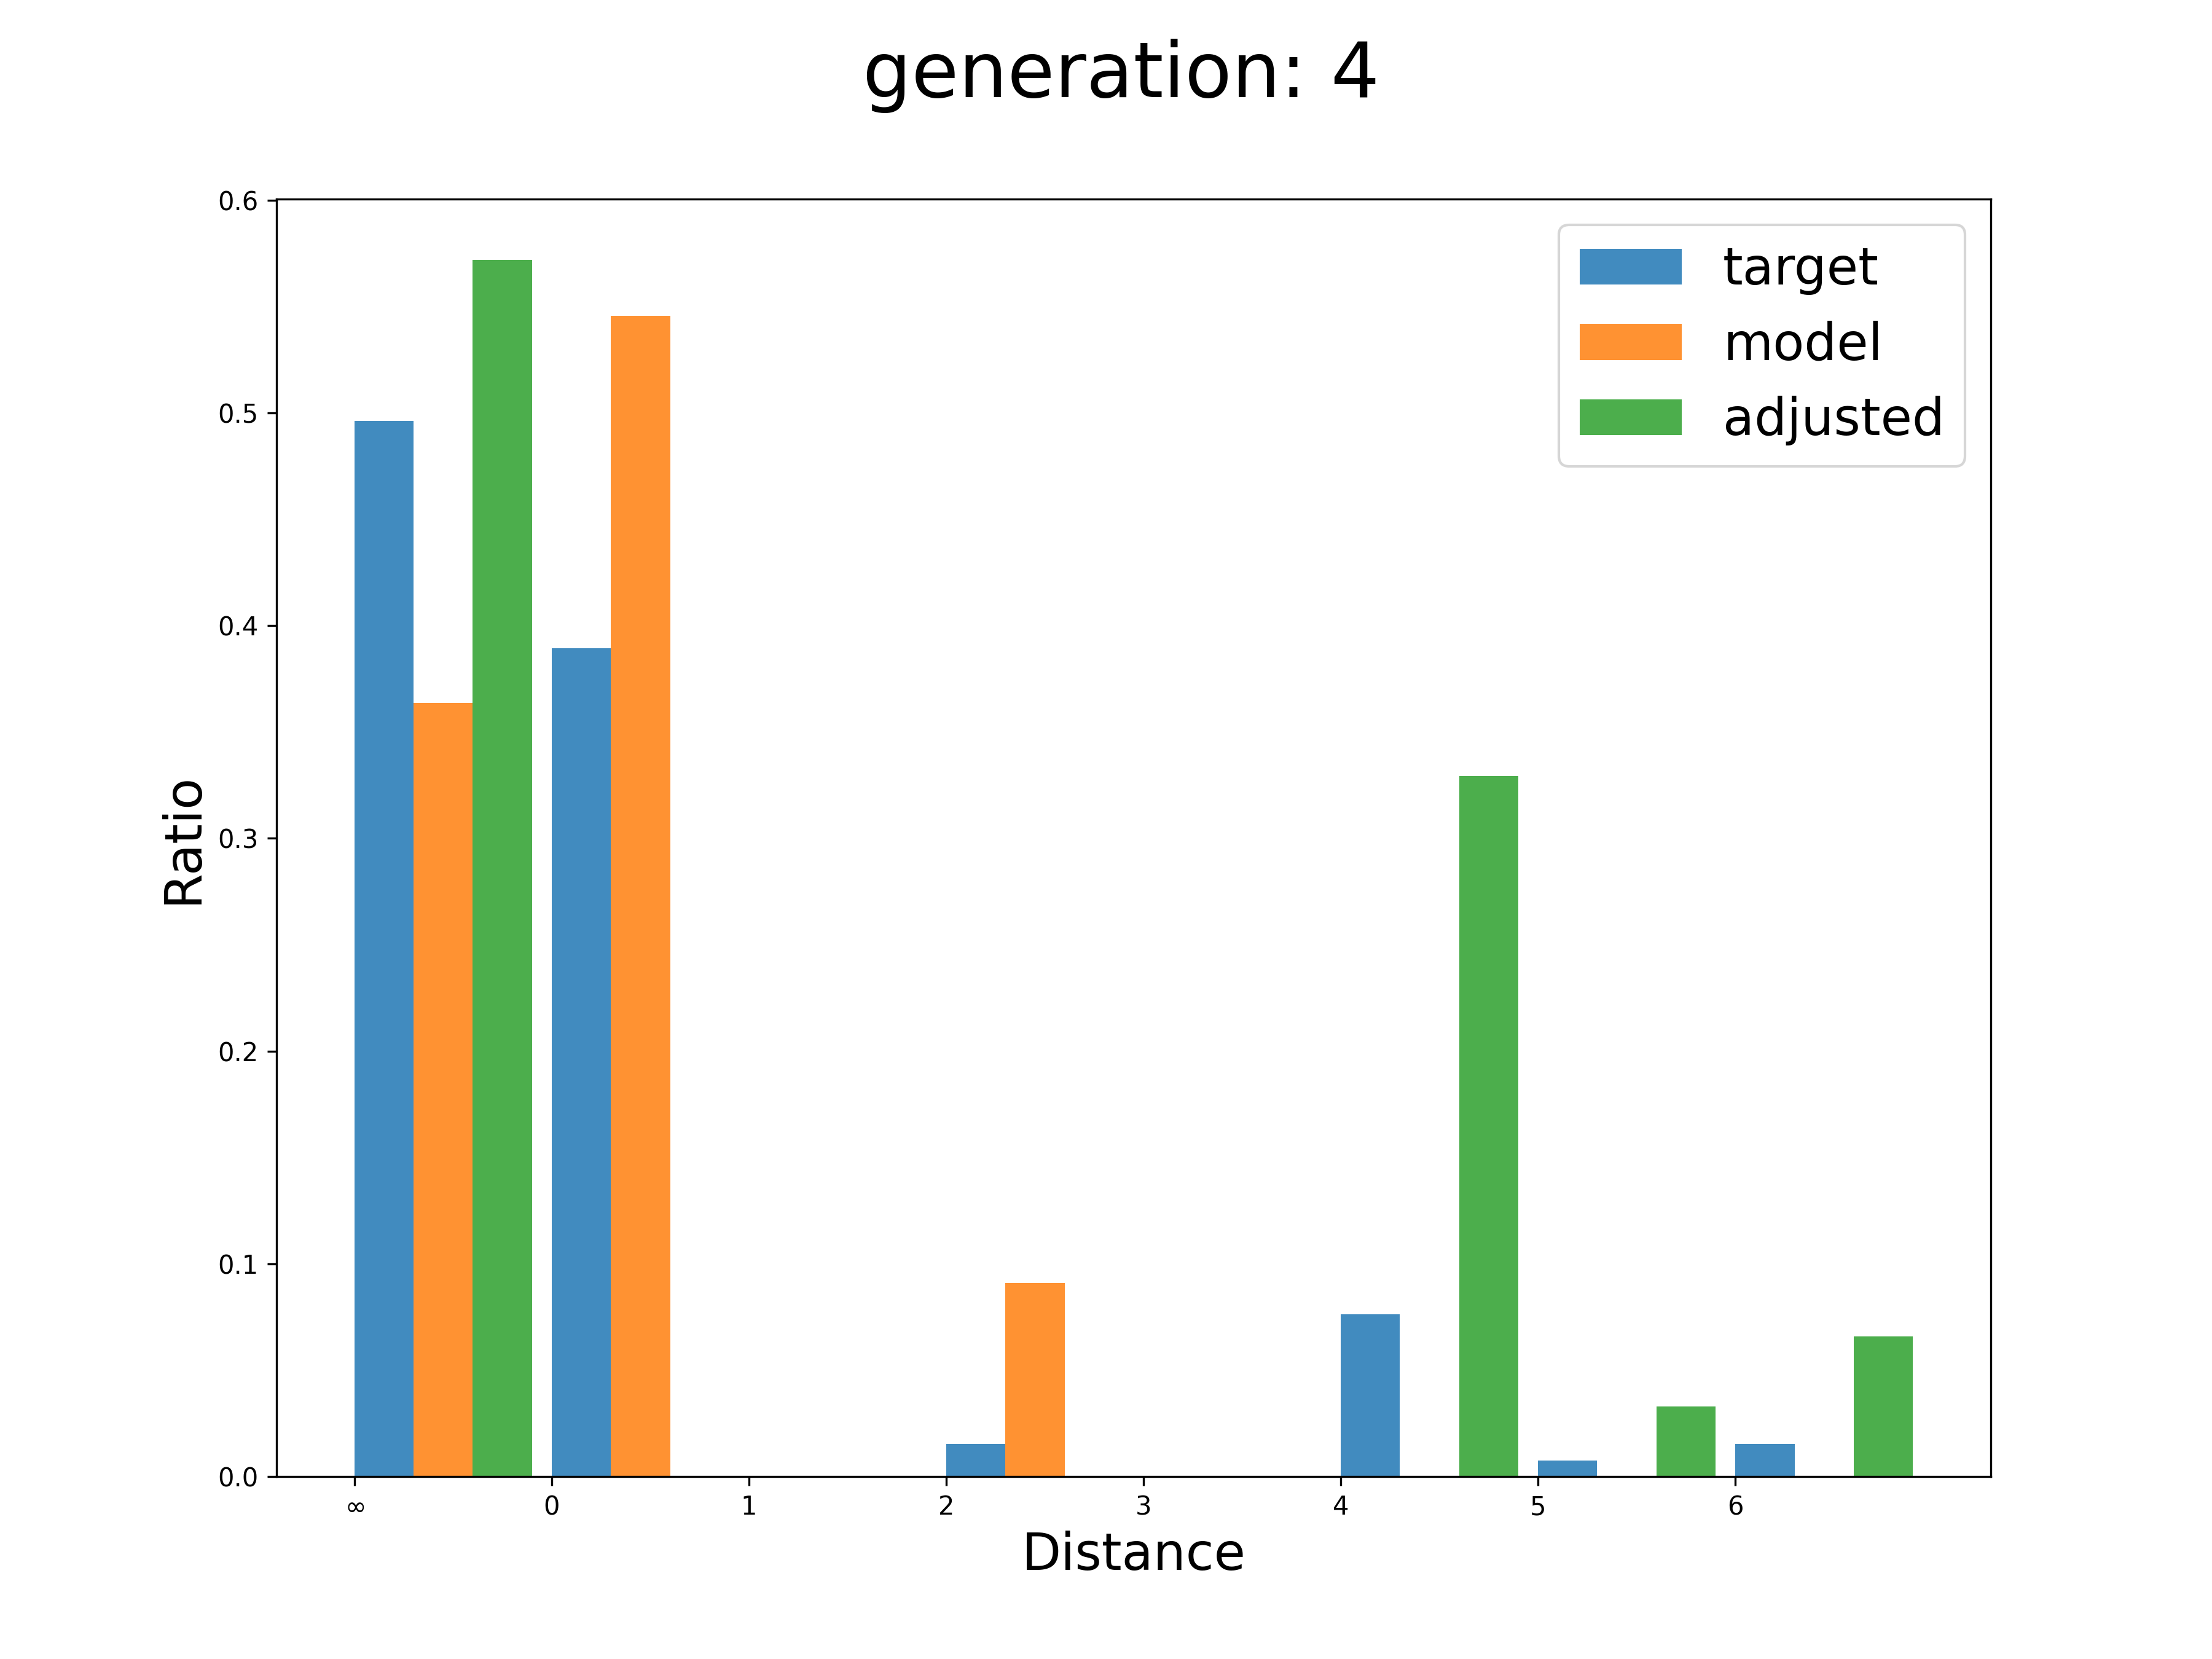 generation: 4
target
model
adjusted
Ratio
0.6
0.5
0.4
0.3
0.2
0.1
0.0
∞ 0 1 2 3 4 5 6
Distance